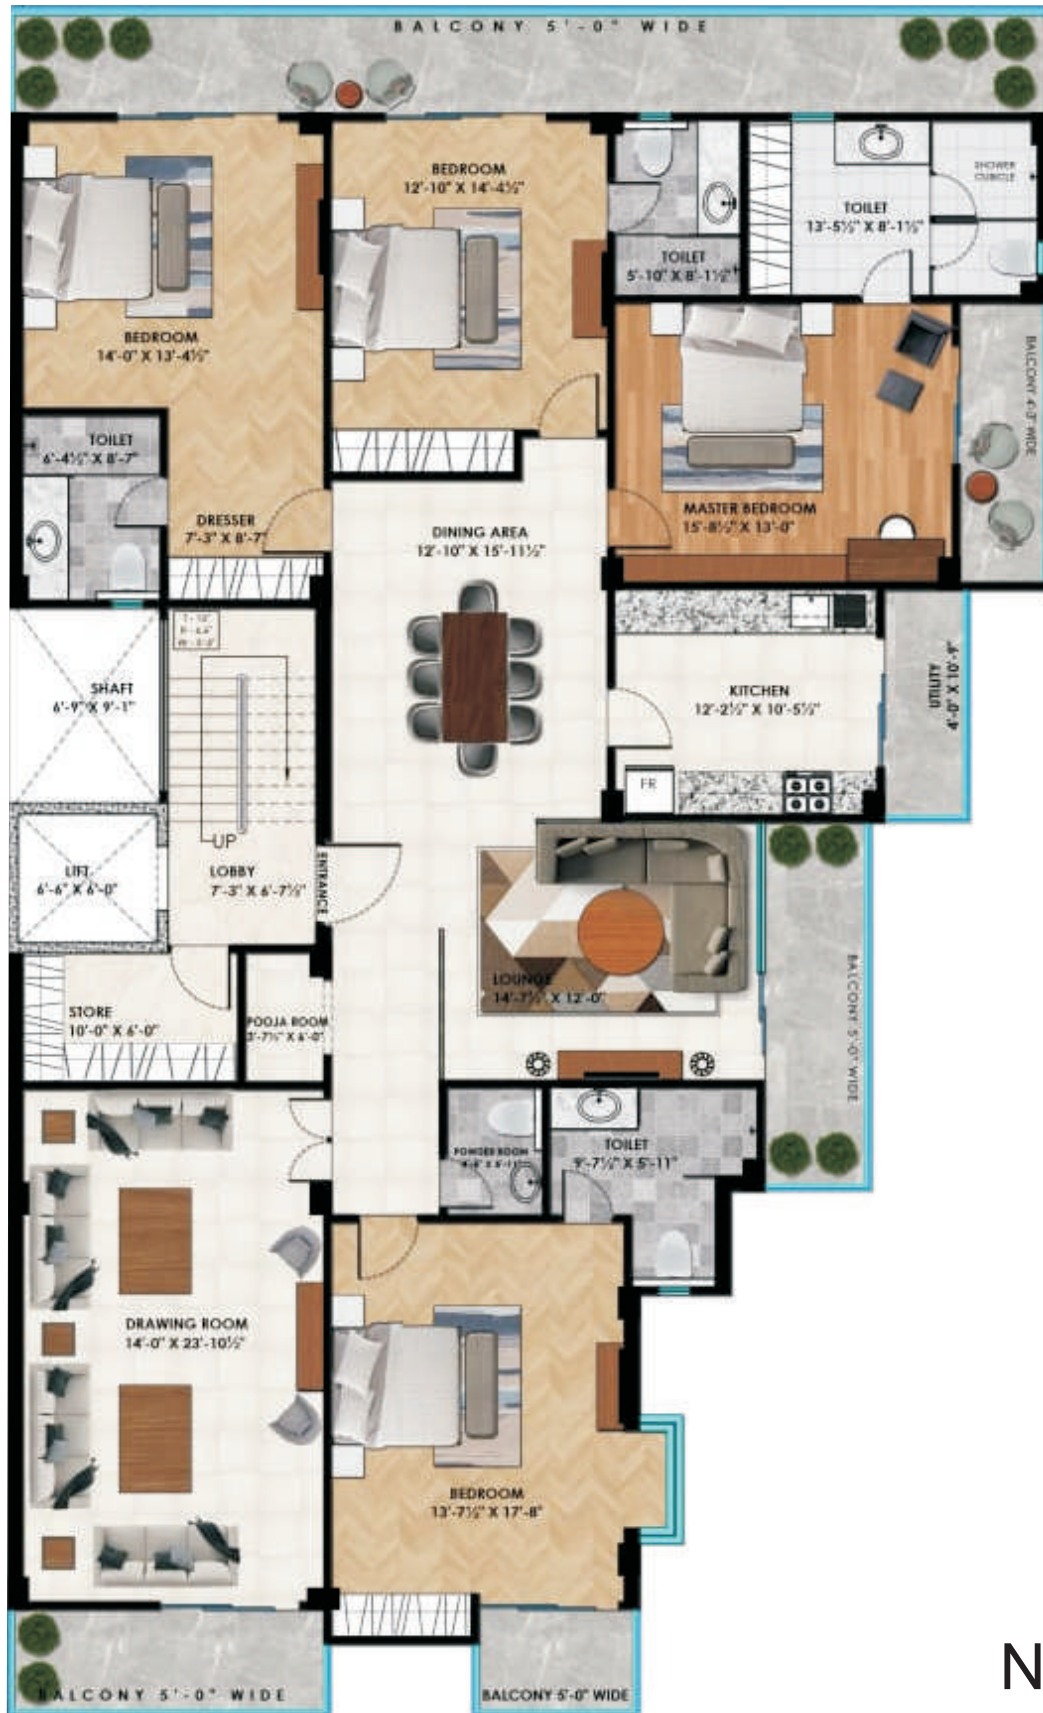 BALCONY 5'-0" WIDE
BEDROOM
12'-10" X 14'-4½"
SHOWER
CUBICLE
TOILET
13'-5½" X 8'-1½"
TOILET
5'-10" X 8'-1½"
BEDROOM
14'-0" X 13'-4½"
BALCONY 4'-3" WIDE
TOILET
6'-4½" X 8'-7"
MASTER BEDROOM
15'-8½" X 13'-0"
DRESSER
7'-3" X 8'-7"
DINING AREA
12'-10" X 15'-11½"
SHAFT
6'-9" X 9'-1"
KITCHEN
12'-2½" X 10'-5½"
UTILITY
4'-0" X 10'-6"
FR
UP
LIFT
6'-6" X 6'-0"
LOBBY
7'-3" X 6'-7½"
ENTRANCE
LOUNGE
14'-7½" X 12'-0"
BALCONY 5'-0" WIDE
STORE
10'-0" X 6'-0"
POOJA ROOM
3'-7½" X 6'-0"
POWDER ROOM
TOILET
9'-7½" X 5'-11"
DRAWING ROOM
14'-0" X 23'-10½"
BEDROOM
13'-7½" X 17'-8"
BALCONY 5'-0" WIDE
BALCONY 5'-0" WIDE
N